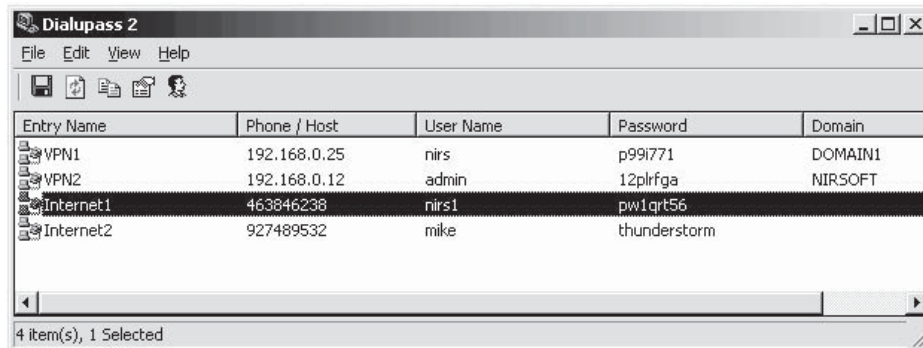 Dialupass 2
File Edit View Help
Entry Name Phone / Host User Name Password Domain
VPN1 192.168.0.25 nirs p99i771 DOMAIN1
VPN2 192.168.0.12 admin 12plrfga NIRSOFT
Internet1 463846238 nirs1 pw1qrt56
Internet2 927489532 mike thunderstorm
4 item(s), 1 Selected